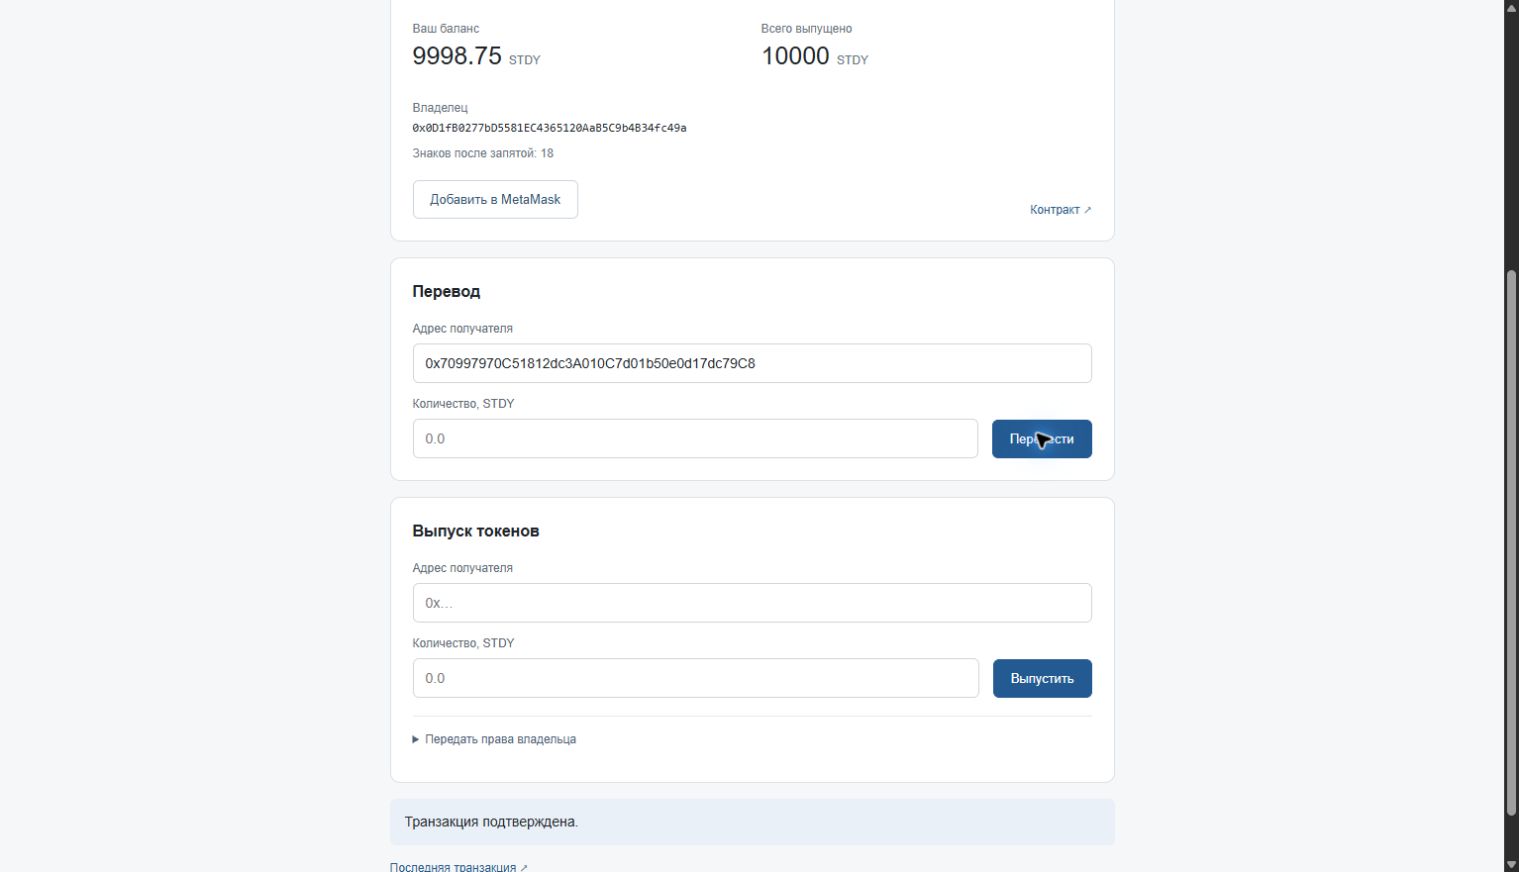 Ваш баланс
Всего выпущено
9998.75 STDY
10000 STDY
Владелец
0x0D1fB0277bD5581EC4365120AaB5C9b4B34fc49a
Знаков после запятой: 18
Добавить в MetaMask
Контракт ↗
Перевод
Адрес получателя
0x70997970C51812dc3A010C7d01b50e0d17dc79C8
Количество, STDY
0.0
Выпуск токенов
Адрес получателя
0x...
Количество, STDY
0.0
Выпустить
▶ Передать права владельца
Транзакция подтверждена.
Последняя транзакция ↗